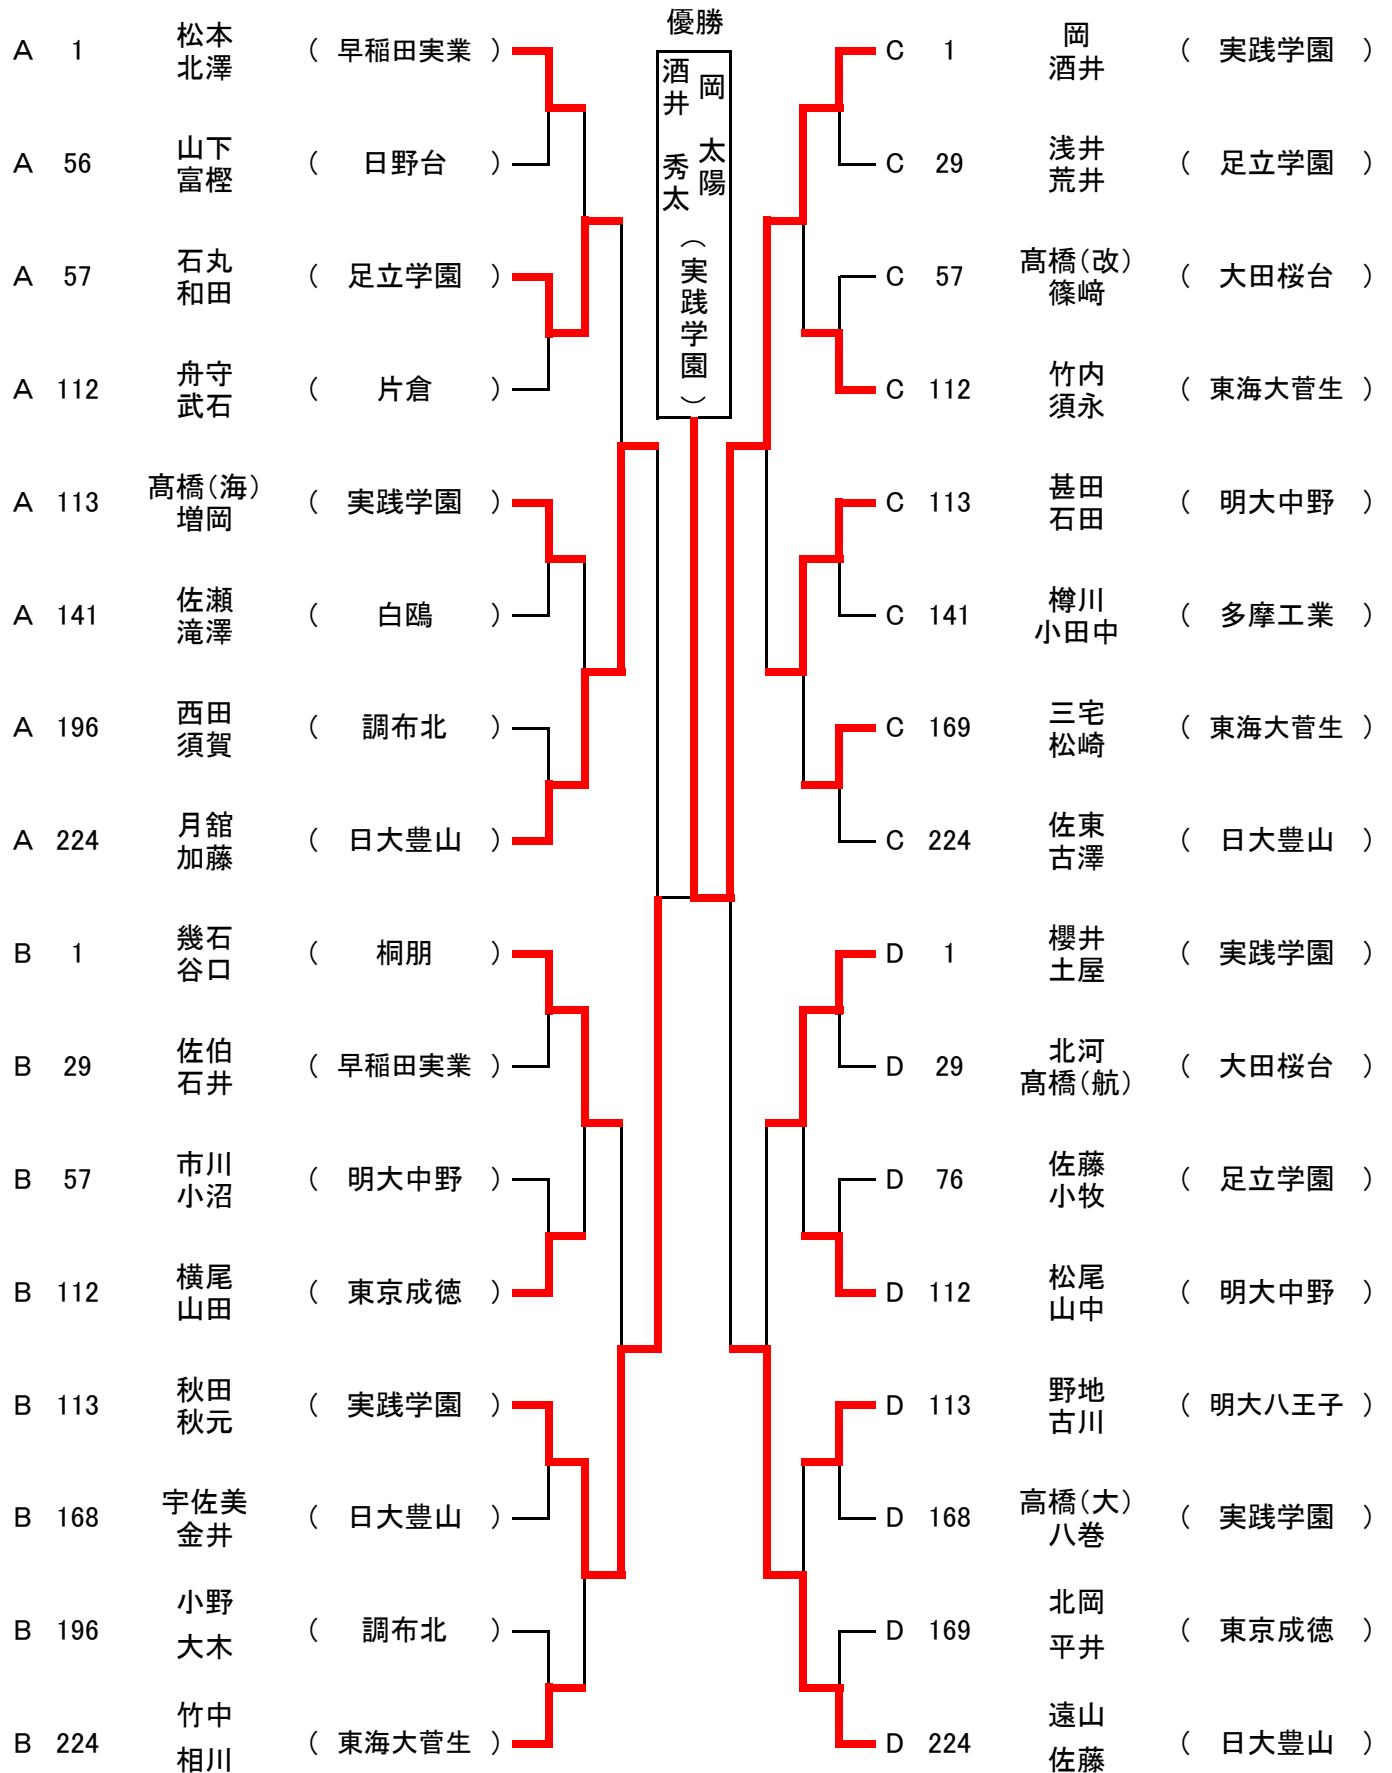 優勝
岡 太陽
酒井 秀太
（実践学園）
A 1 松本 北澤 （ 早稲田実業 ）
A 56 山下 富樫 （ 日野台 ）
A 57 石丸 和田 （ 足立学園 ）
A 112 舟守 武石 （ 片倉 ）
A 113 髙橋（海） 増岡 （ 実践学園 ）
A 141 佐瀬 滝澤 （ 白鴎 ）
A 196 西田 須賀 （ 調布北 ）
A 224 月舘 加藤 （ 日大豊山 ）
B 1 幾石 谷口 （ 桐朋 ）
B 29 佐伯 石井 （ 早稲田実業 ）
B 57 市川 小沼 （ 明大中野 ）
B 112 横尾 山田 （ 東京成徳 ）
B 113 秋田 秋元 （ 実践学園 ）
B 168 宇佐美 金井 （ 日大豊山 ）
B 196 小野 大木 （ 調布北 ）
B 224 竹中 相川 （ 東海大菅生 ）
C 1 岡 酒井 （ 実践学園 ）
C 29 浅井 荒井 （ 足立学園 ）
C 57 髙橋（改） 篠﨑 （ 大田桜台 ）
C 112 竹内 須永 （ 東海大菅生 ）
C 113 甚田 石田 （ 明大中野 ）
C 141 樽川 小田中 （ 多摩工業 ）
C 169 三宅 松崎 （ 東海大菅生 ）
C 224 佐東 古澤 （ 日大豊山 ）
D 1 櫻井 土屋 （ 実践学園 ）
D 29 北河 髙橋（航） （ 大田桜台 ）
D 76 佐藤 小牧 （ 足立学園 ）
D 112 松尾 山中 （ 明大中野 ）
D 113 野地 古川 （ 明大八王子 ）
D 168 高橋（大） 八巻 （ 実践学園 ）
D 169 北岡 平井 （ 東京成徳 ）
D 224 遠山 佐藤 （ 日大豊山 ）